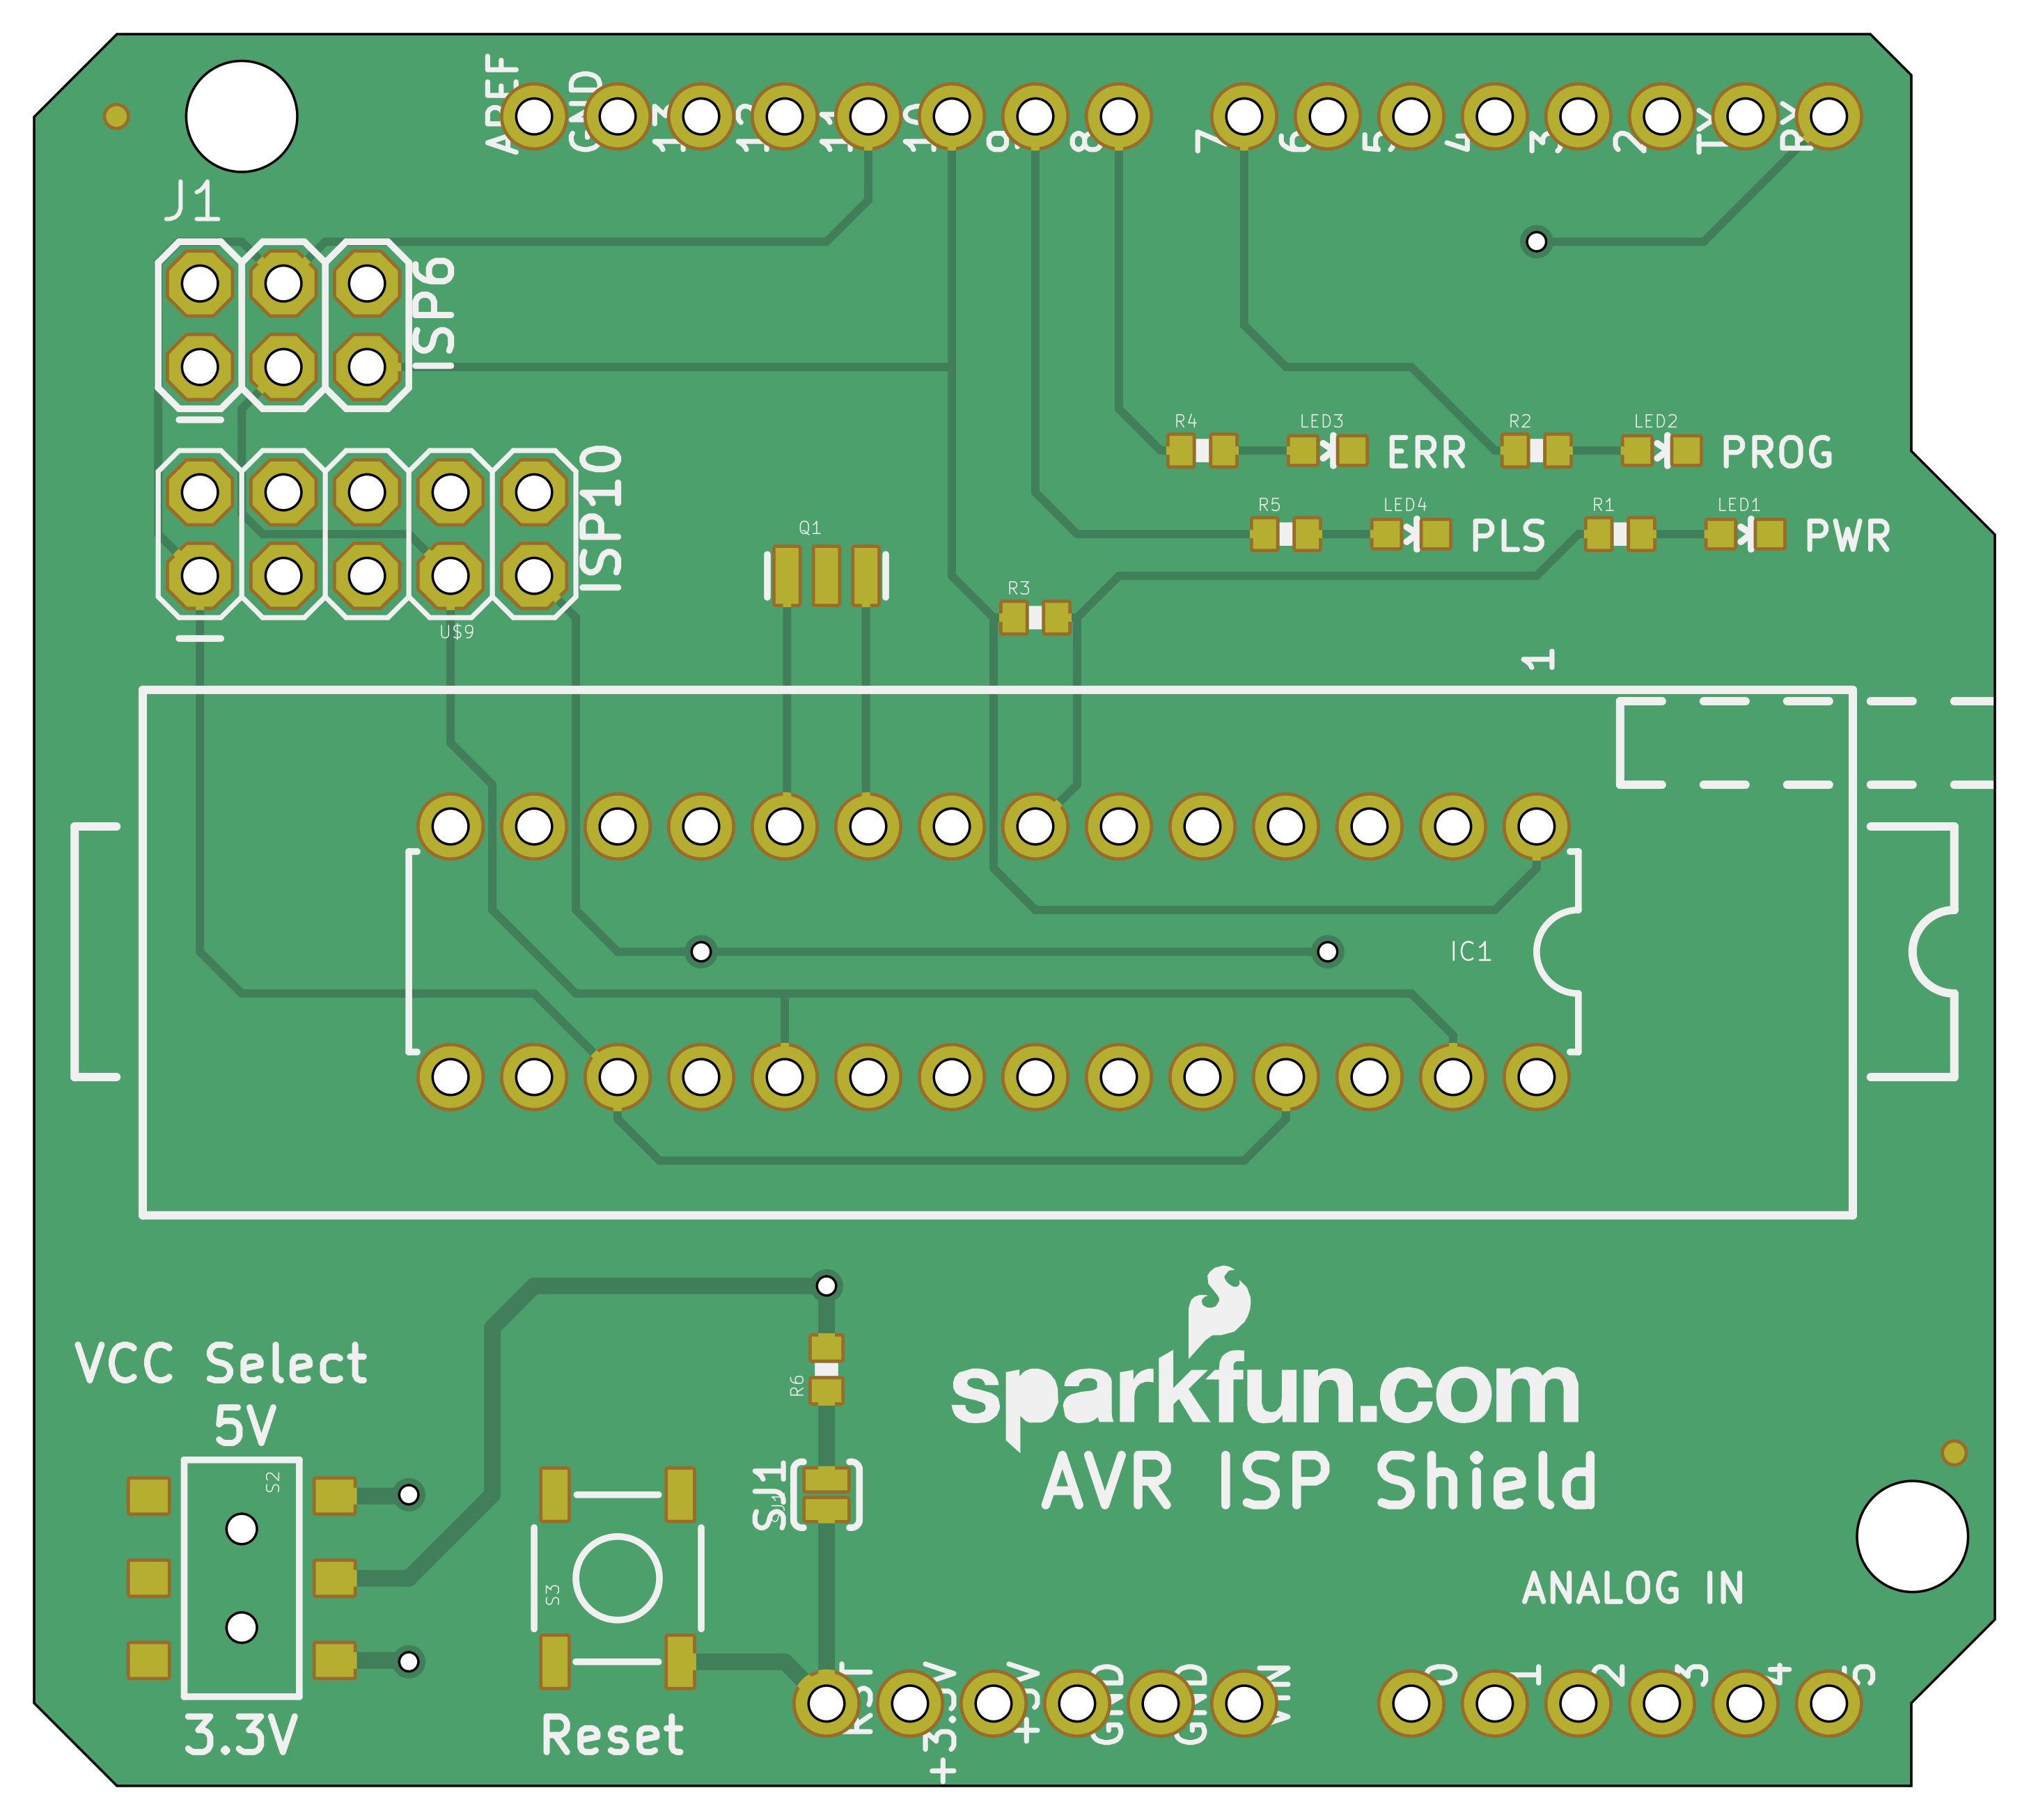 AREF
GND
13
12
11
10
9
8
7
6
5
4
3
2
TX
RX
J1
ISP6
R4
LED3
ERR
R2
LED2
PROG
ISP10
R5
LED4
PLS
R1
LED1
PWR
Q1
R3
U$9
1
IC1
VCC Select
5V
S2
3.3V
S3
Reset
R6
SJ1
SJ1
sparkfun.com
AVR ISP Shield
ANALOG IN
RST
+3.3V
+5V
GND
GND
VIN
0
1
2
3
4
5